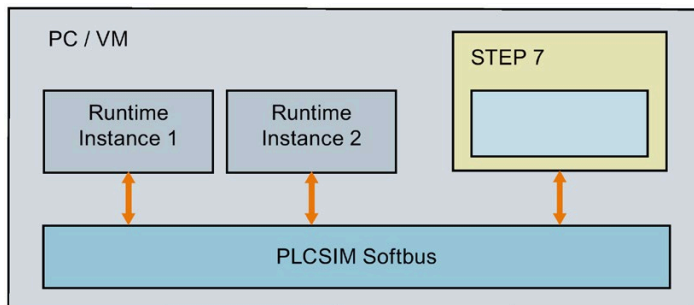 PC / VM
STEP 7
Runtime
Instance 1
Runtime
Instance 2
PLCSIM Softbus